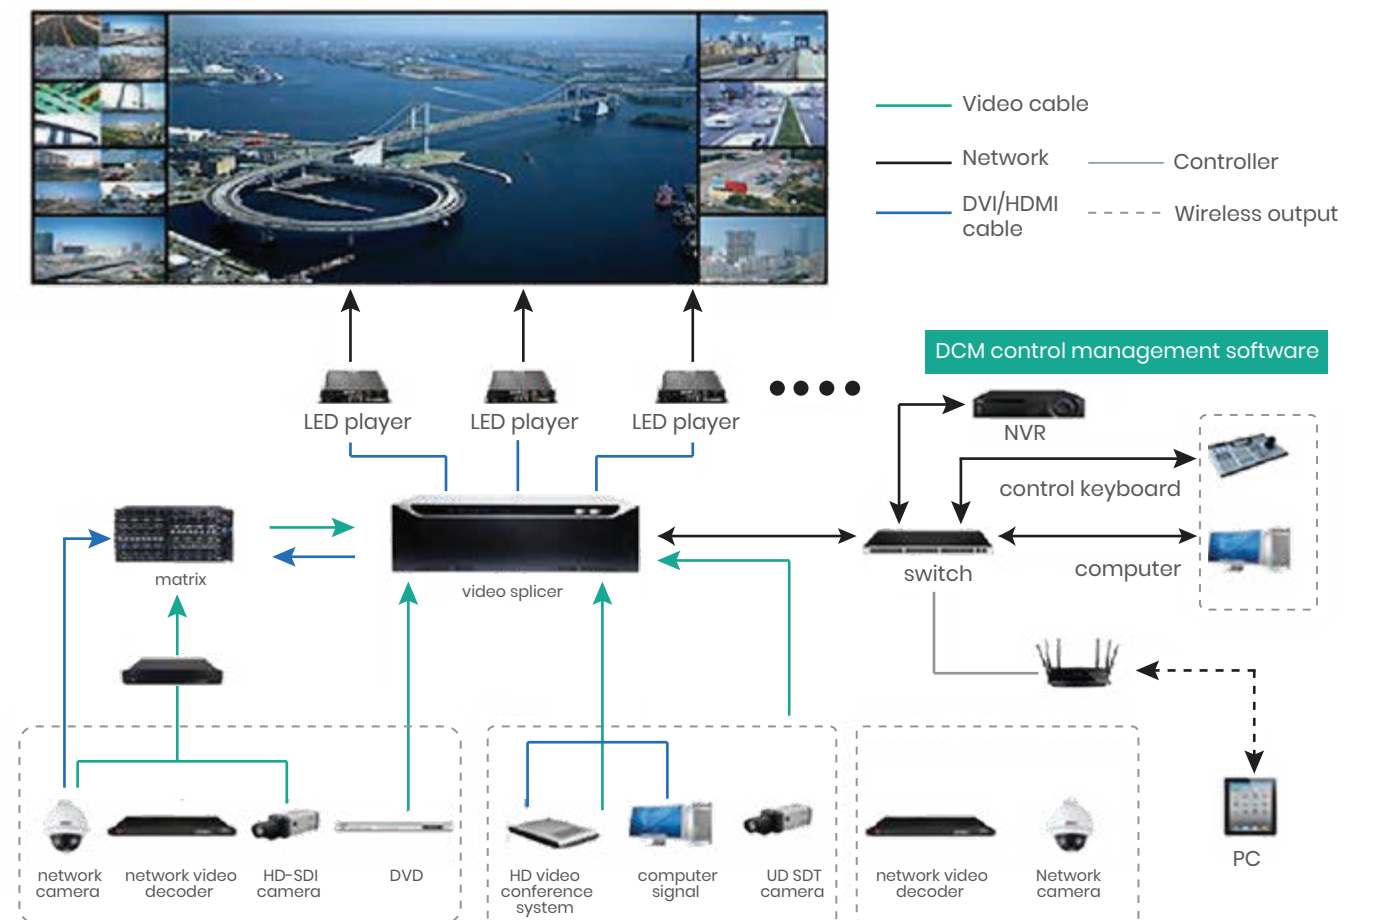 Video cable
Network
Controller
DVI/HDMI
cable
Wireless output
DCM control management software
LED player
LED player
LED player
NVR
control keyboard
matrix
video splicer
switch
computer
PC
network
camera
network video
decoder
HD-SDI
camera
DVD
HD video
conference
system
computer
signal
UD SDT
camera
network video
decoder
Network
camera